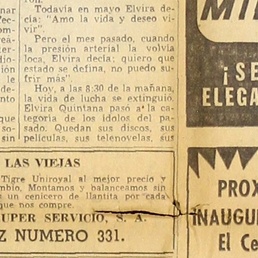 Todavía en mayo Elvira de-
cía: "Amo la vida y deseo vi-
vir".
Pero el mes pasado, cuando
la presión arterial la volvía
loca, Elvira decía; quiero que
estado se defina, no puedo su-
frir más".
Hoy, a las 8:30 de la mañana,
la vida de lucha se extinguió.
Elvira Quintana pasó a la ca-
tegoría de los ídolos del pa-
sado. Quedan sus discos, sus
películas, sus telenovelas, sus
LAS VIEJAS
Tigre Uniroyal al mejor precio y
Montamos y balanceamos sin
un cenicero de llantita por "cada
que nos compre.
SUPER SERVICIO, S. A.
Z NUMERO 331.
¡SE
ELEGA
PROX
INAUGU
El Ce